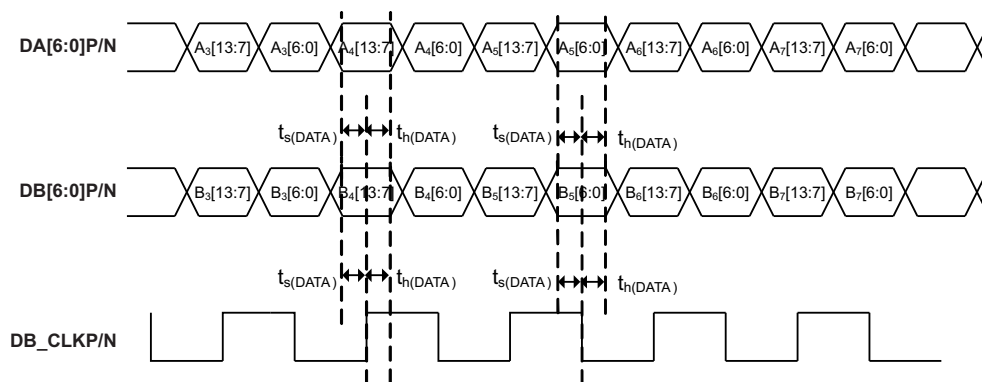 DA[6:0]P/N A₃[13:7] A₃[6:0] A₄[13:7] A₄[6:0] A₅[13:7] A₅[6:0] A₆[13:7] A₆[6:0] A₇[13:7] A₇[6:0]
ts(DATA) th(DATA) ts(DATA) th(DATA)
DB[6:0]P/N B₃[13:7] B₃[6:0] B₄[13:7] B₄[6:0] B₅[13:7] B₅[6:0] B₆[13:7] B₆[6:0] B₇[13:7] B₇[6:0]
ts(DATA) th(DATA) ts(DATA) th(DATA)
DB_CLKP/N